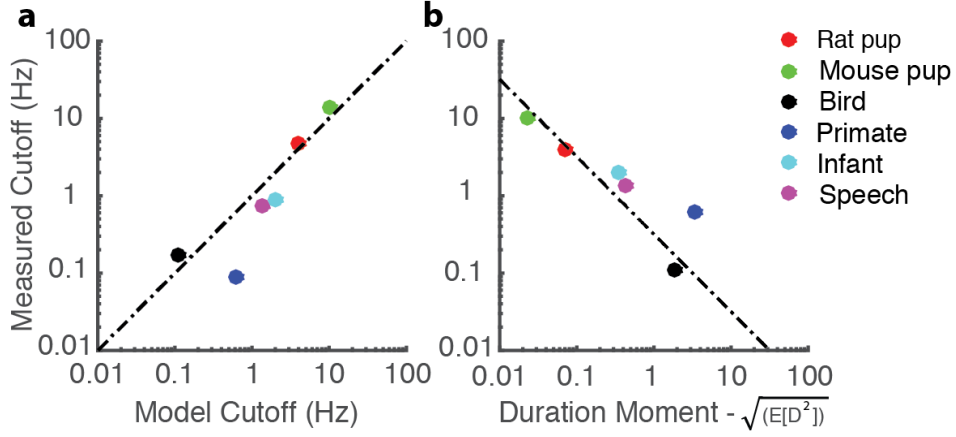 a
b
Measured Cutoff (Hz)
100
10
1
0.1
0.01
0.01 0.1 1 10 100
Model Cutoff (Hz)
100
10
1
0.1
0.01
0.01 0.1 1 10 100
Duration Moment - √(E[D²])
Rat pup
Mouse pup
Bird
Primate
Infant
Speech